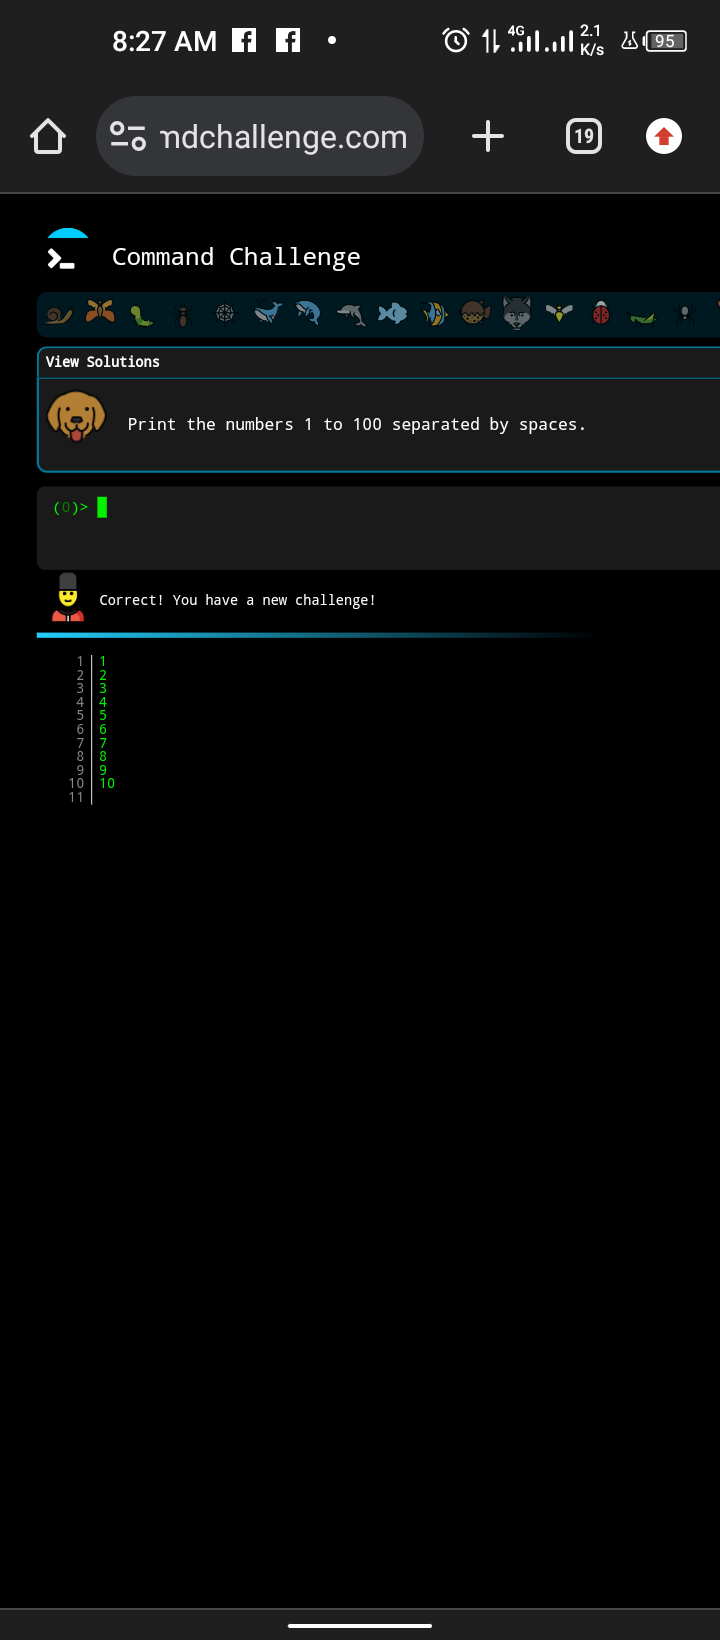 8:27 AM 4G 2.1 K/s 95
mdchallenge.com 19
Command Challenge
View Solutions
Print the numbers 1 to 100 separated by spaces.
(0)>
Correct! You have a new challenge!
1 1
2 2
3 3
4 4
5 5
6 6
7 7
8 8
9 9
10 10
11